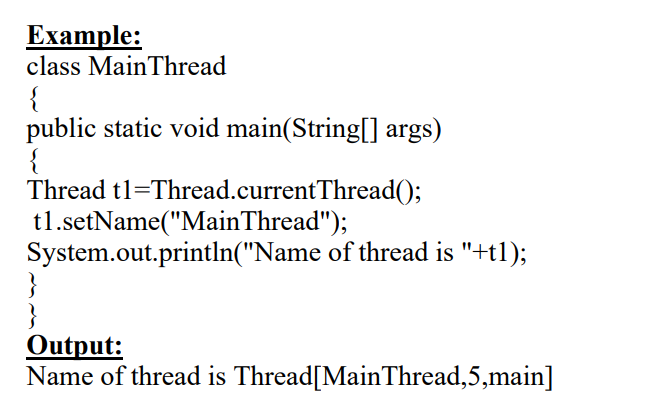 Example:
class MainThread
{
public static void main(String[] args)
{
Thread t1=Thread.currentThread();
t1.setName("MainThread");
System.out.println("Name of thread is "+t1);
}
}
Output:
Name of thread is Thread[MainThread,5,main]